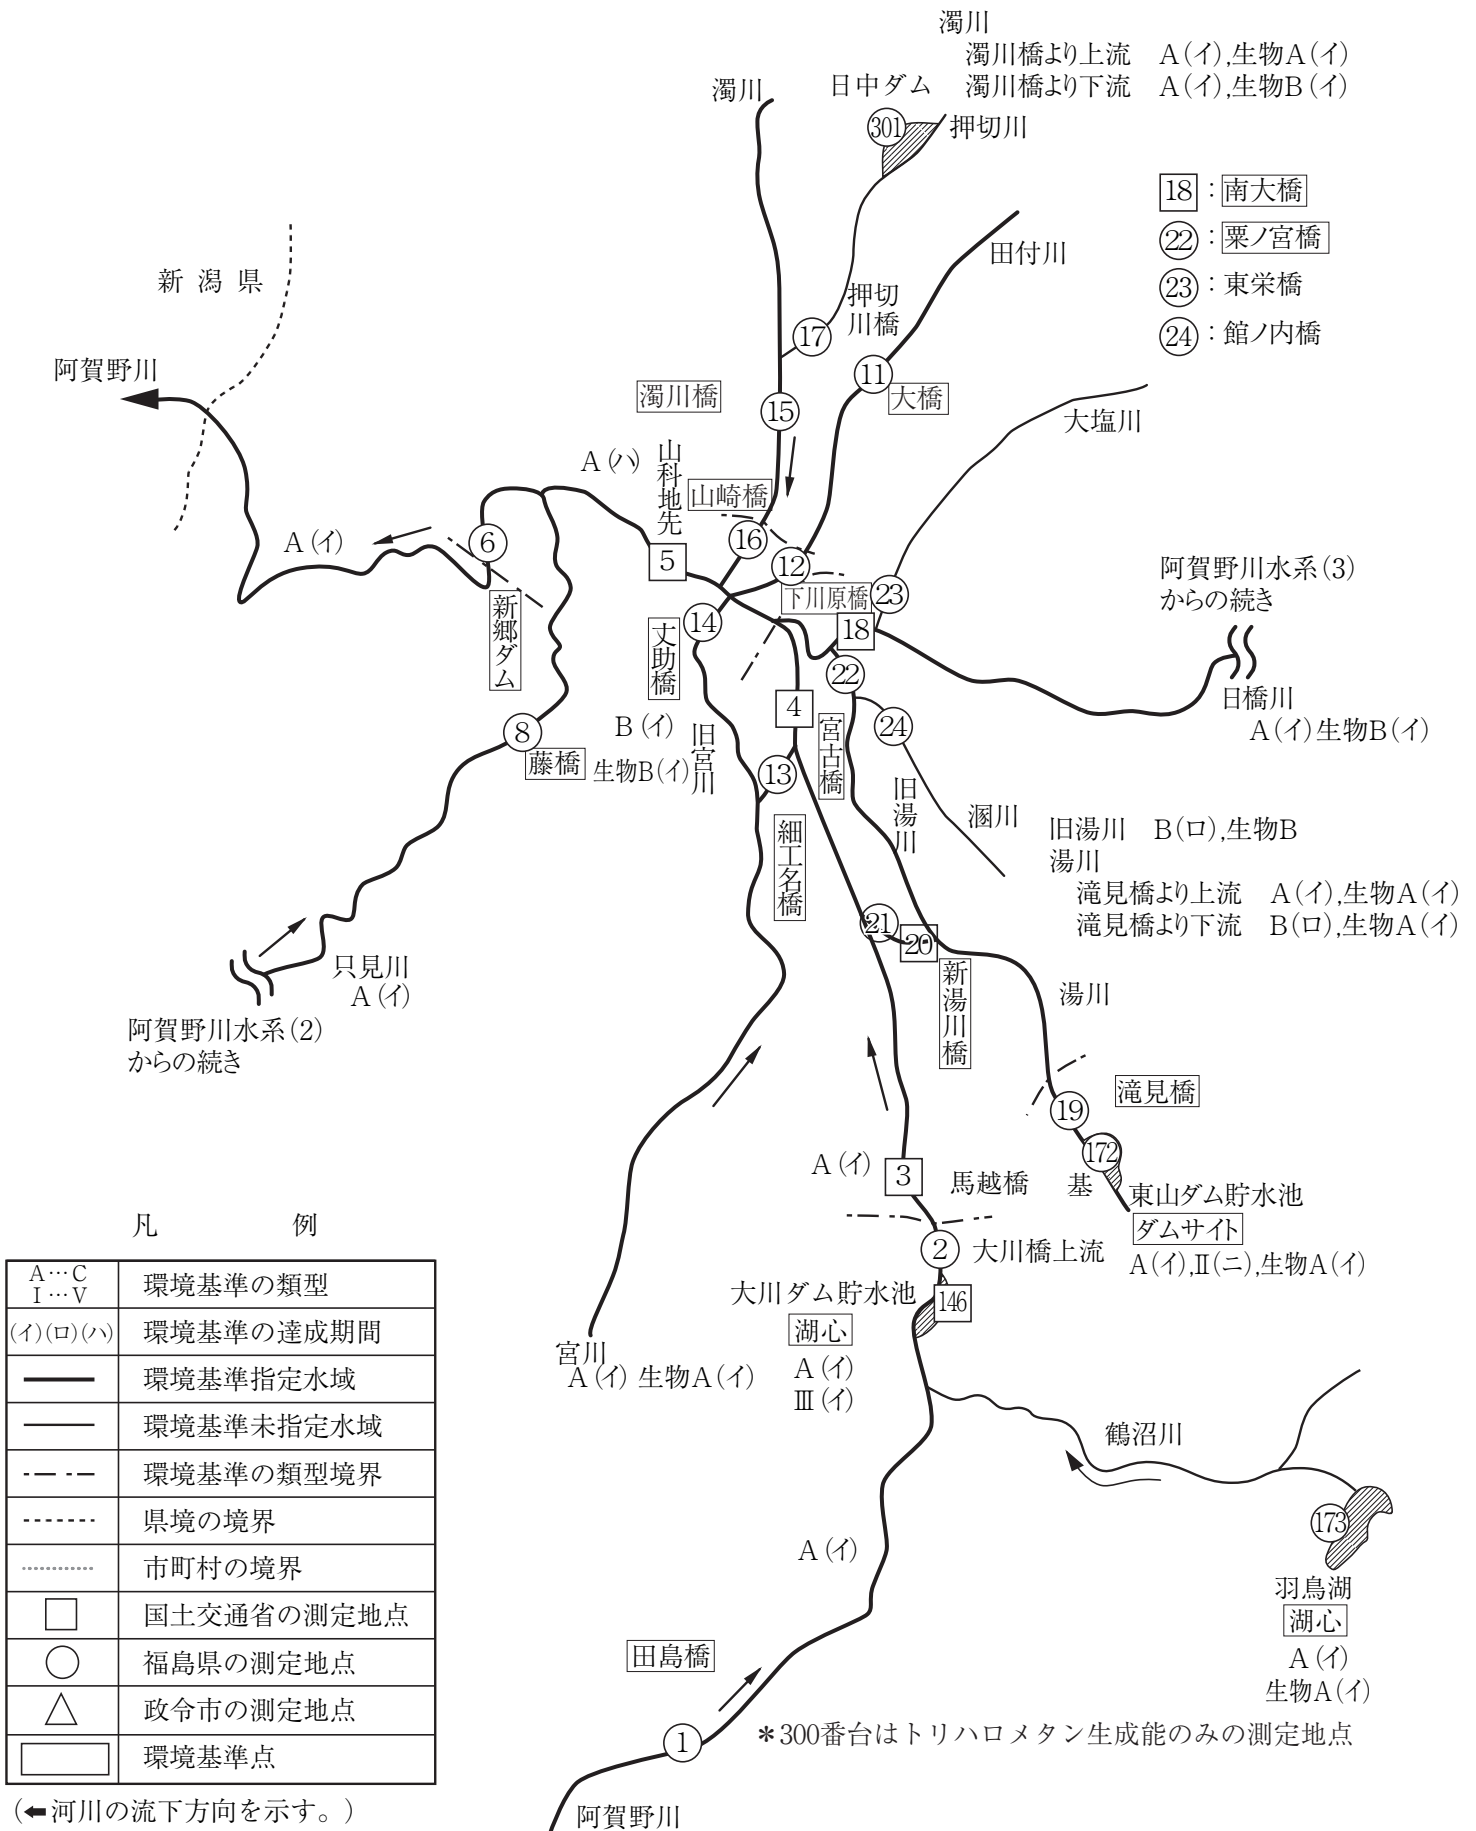 濁川
濁川橋より上流 A(イ),生物A(イ)
濁川橋より下流 A(イ),生物B(イ)
日中ダム
濁川
301
押切川
18:南大橋
22:粟ノ宮橋
23:東栄橋
24:館ノ内橋
田付川
新潟県
押切
川橋
17
阿賀野川
11
大橋
濁川橋
15
大塩川
A(ハ)
山科地先
山崎橋
A(イ)
6
16
5
12
下川原橋
23
阿賀野川水系(3)
からの続き
新郷ダム
14
丈助橋
18
22
日橋川
A(イ)生物B(イ)
4
宮古橋
24
8
藤橋
B(イ)
生物B(イ)
旧宮川
13
細工名橋
旧湯川
溷川
旧湯川 B(ロ),生物B
湯川
滝見橋より上流 A(イ),生物A(イ)
滝見橋より下流 B(ロ),生物A(イ)
21
20
新湯川橋
湯川
只見川
A(イ)
阿賀野川水系(2)
からの続き
滝見橋
19
172
A(イ)
3
馬越橋
基
東山ダム貯水池
ダムサイト
A(イ),Ⅱ(ニ),生物A(イ)
2
大川橋上流
大川ダム貯水池
146
湖心
A(イ)
Ⅲ(イ)
宮川
A(イ) 生物A(イ)
鶴沼川
173
羽鳥湖
湖心
A(イ)
生物A(イ)
A(イ)
田島橋
1
阿賀野川
*300番台はトリハロメタン生成能のみの測定地点
凡例
A…C
I…V
環境基準の類型
(イ)(ロ)(ハ) 環境基準の達成期間
環境基準指定水域
環境基準未指定水域
環境基準の類型境界
県境の境界
市町村の境界
国土交通省の測定地点
福島県の測定地点
政令市の測定地点
環境基準点
(←河川の流下方向を示す。)